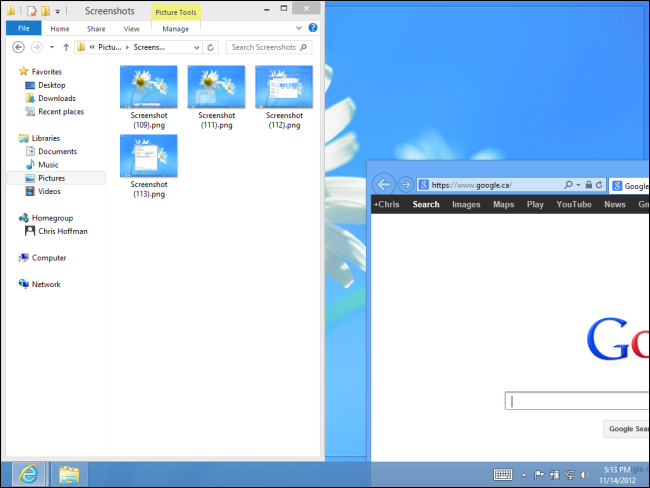 Screenshots
Picture Tools
File
Home
Share
View
Manage
« Pictu... ▸ Screens...
Search Screenshots
Favorites
Desktop
Downloads
Recent places
Libraries
Documents
Music
Pictures
Videos
Homegroup
Chris Hoffman
Computer
Network
Screenshot
(109).png
Screenshot
(111).png
Screenshot
(112).png
Screenshot
(113).png
https://www.google.ca/
Google
+Chris Search Images Maps Play YouTube News Gm
Go
Google Sear
5:13 PM
11/14/2012